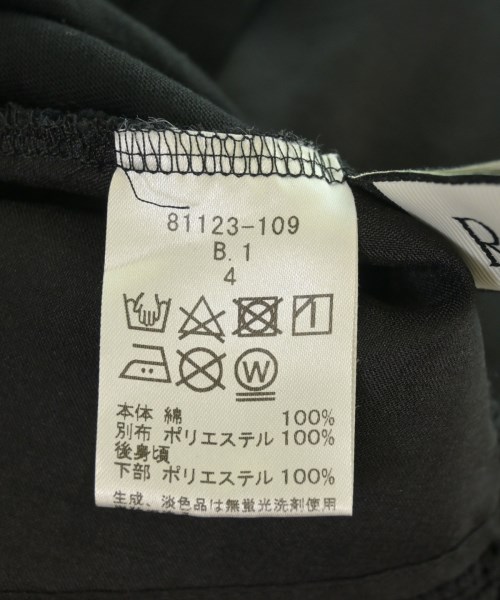 81123-109
B.1
4
W
本体 綿 100%
別布 ポリエステル 100%
後身頃
下部 ポリエステル 100%
生成、淡色品は無蛍光洗剤使用